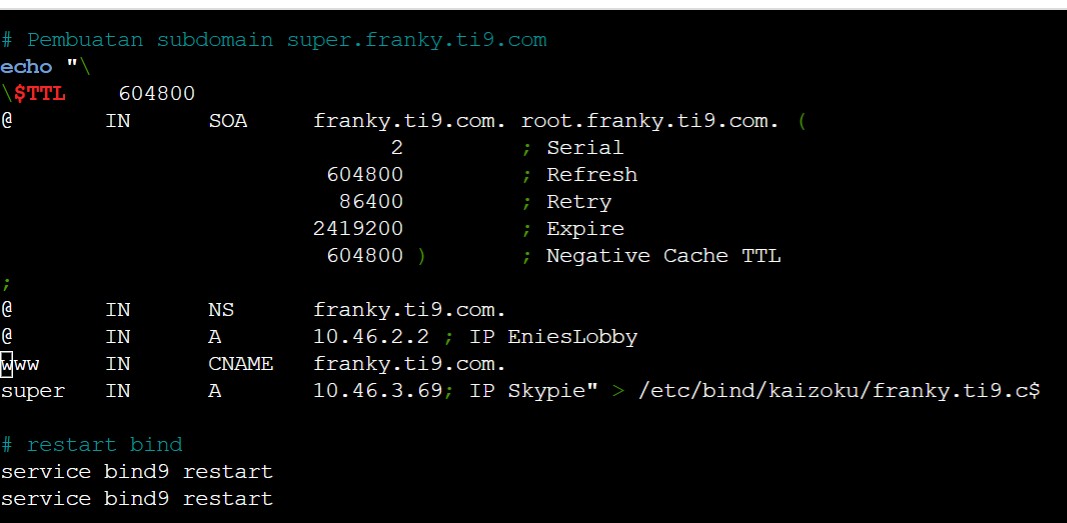 # Pembuatan subdomain super.franky.ti9.com
echo "\
\$TTL    604800
@       IN      SOA     franky.ti9.com. root.franky.ti9.com. (
                              2         ; Serial
                         604800         ; Refresh
                          86400         ; Retry
                        2419200         ; Expire
                         604800 )       ; Negative Cache TTL
;
@       IN      NS      franky.ti9.com.
@       IN      A       10.46.2.2 ; IP EniesLobby
www     IN      CNAME   franky.ti9.com.
super   IN      A       10.46.3.69; IP Skypie" > /etc/bind/kaizoku/franky.ti9.c$
# restart bind
service bind9 restart
service bind9 restart